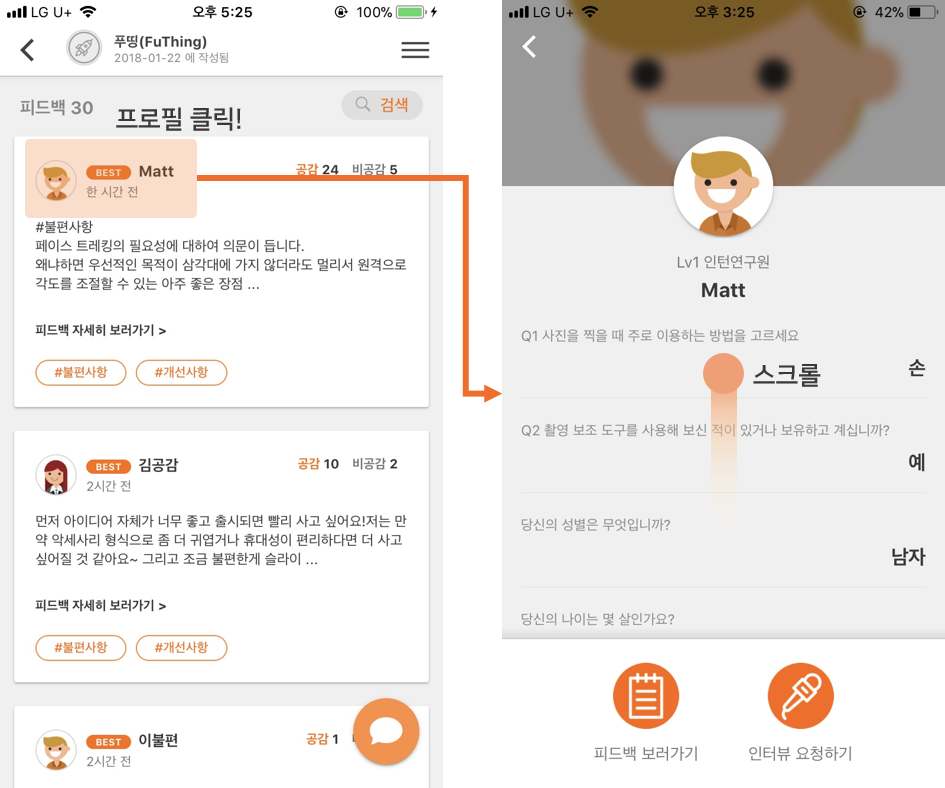 LG U+ 오후 5:25 100%
푸띵(FuThing)
2018-01-22 에 작성됨
피드백 30
프로필 클릭!
검색
BEST Matt
한 시간 전
공감 24 비공감 5
#불편사항
페이스 트레킹의 필요성에 대하여 의문이 듭니다.
왜냐하면 우선적인 목적이 삼각대에 가지 않더라도 멀리서 원격으로
각도를 조절할 수 있는 아주 좋은 장점 ...
피드백 자세히 보러가기 >
#불편사항 #개선사항
BEST 김공감
2시간 전
공감 10 비공감 2
먼저 아이디어 자체가 너무 좋고 출시되면 빨리 사고 싶어요!저는 만
약 악세사리 형식으로 좀 더 귀엽거나 휴대성이 편리하다면 더 사고
싶어질 것 같아요~ 그리고 조금 불편한게 슬라이 ...
피드백 자세히 보러가기 >
#불편사항 #개선사항
BEST 이불편
2시간 전
공감 1
LG U+ 오후 3:25 42%
Lv1 인턴연구원
Matt
Q1 사진을 찍을 때 주로 이용하는 방법을 고르세요
스크롤
손
Q2 촬영 보조 도구를 사용해 보신 적이 있거나 보유하고 계십니까?
예
당신의 성별은 무엇입니까?
남자
당신의 나이는 몇 살인가요?
피드백 보러가기
인터뷰 요청하기